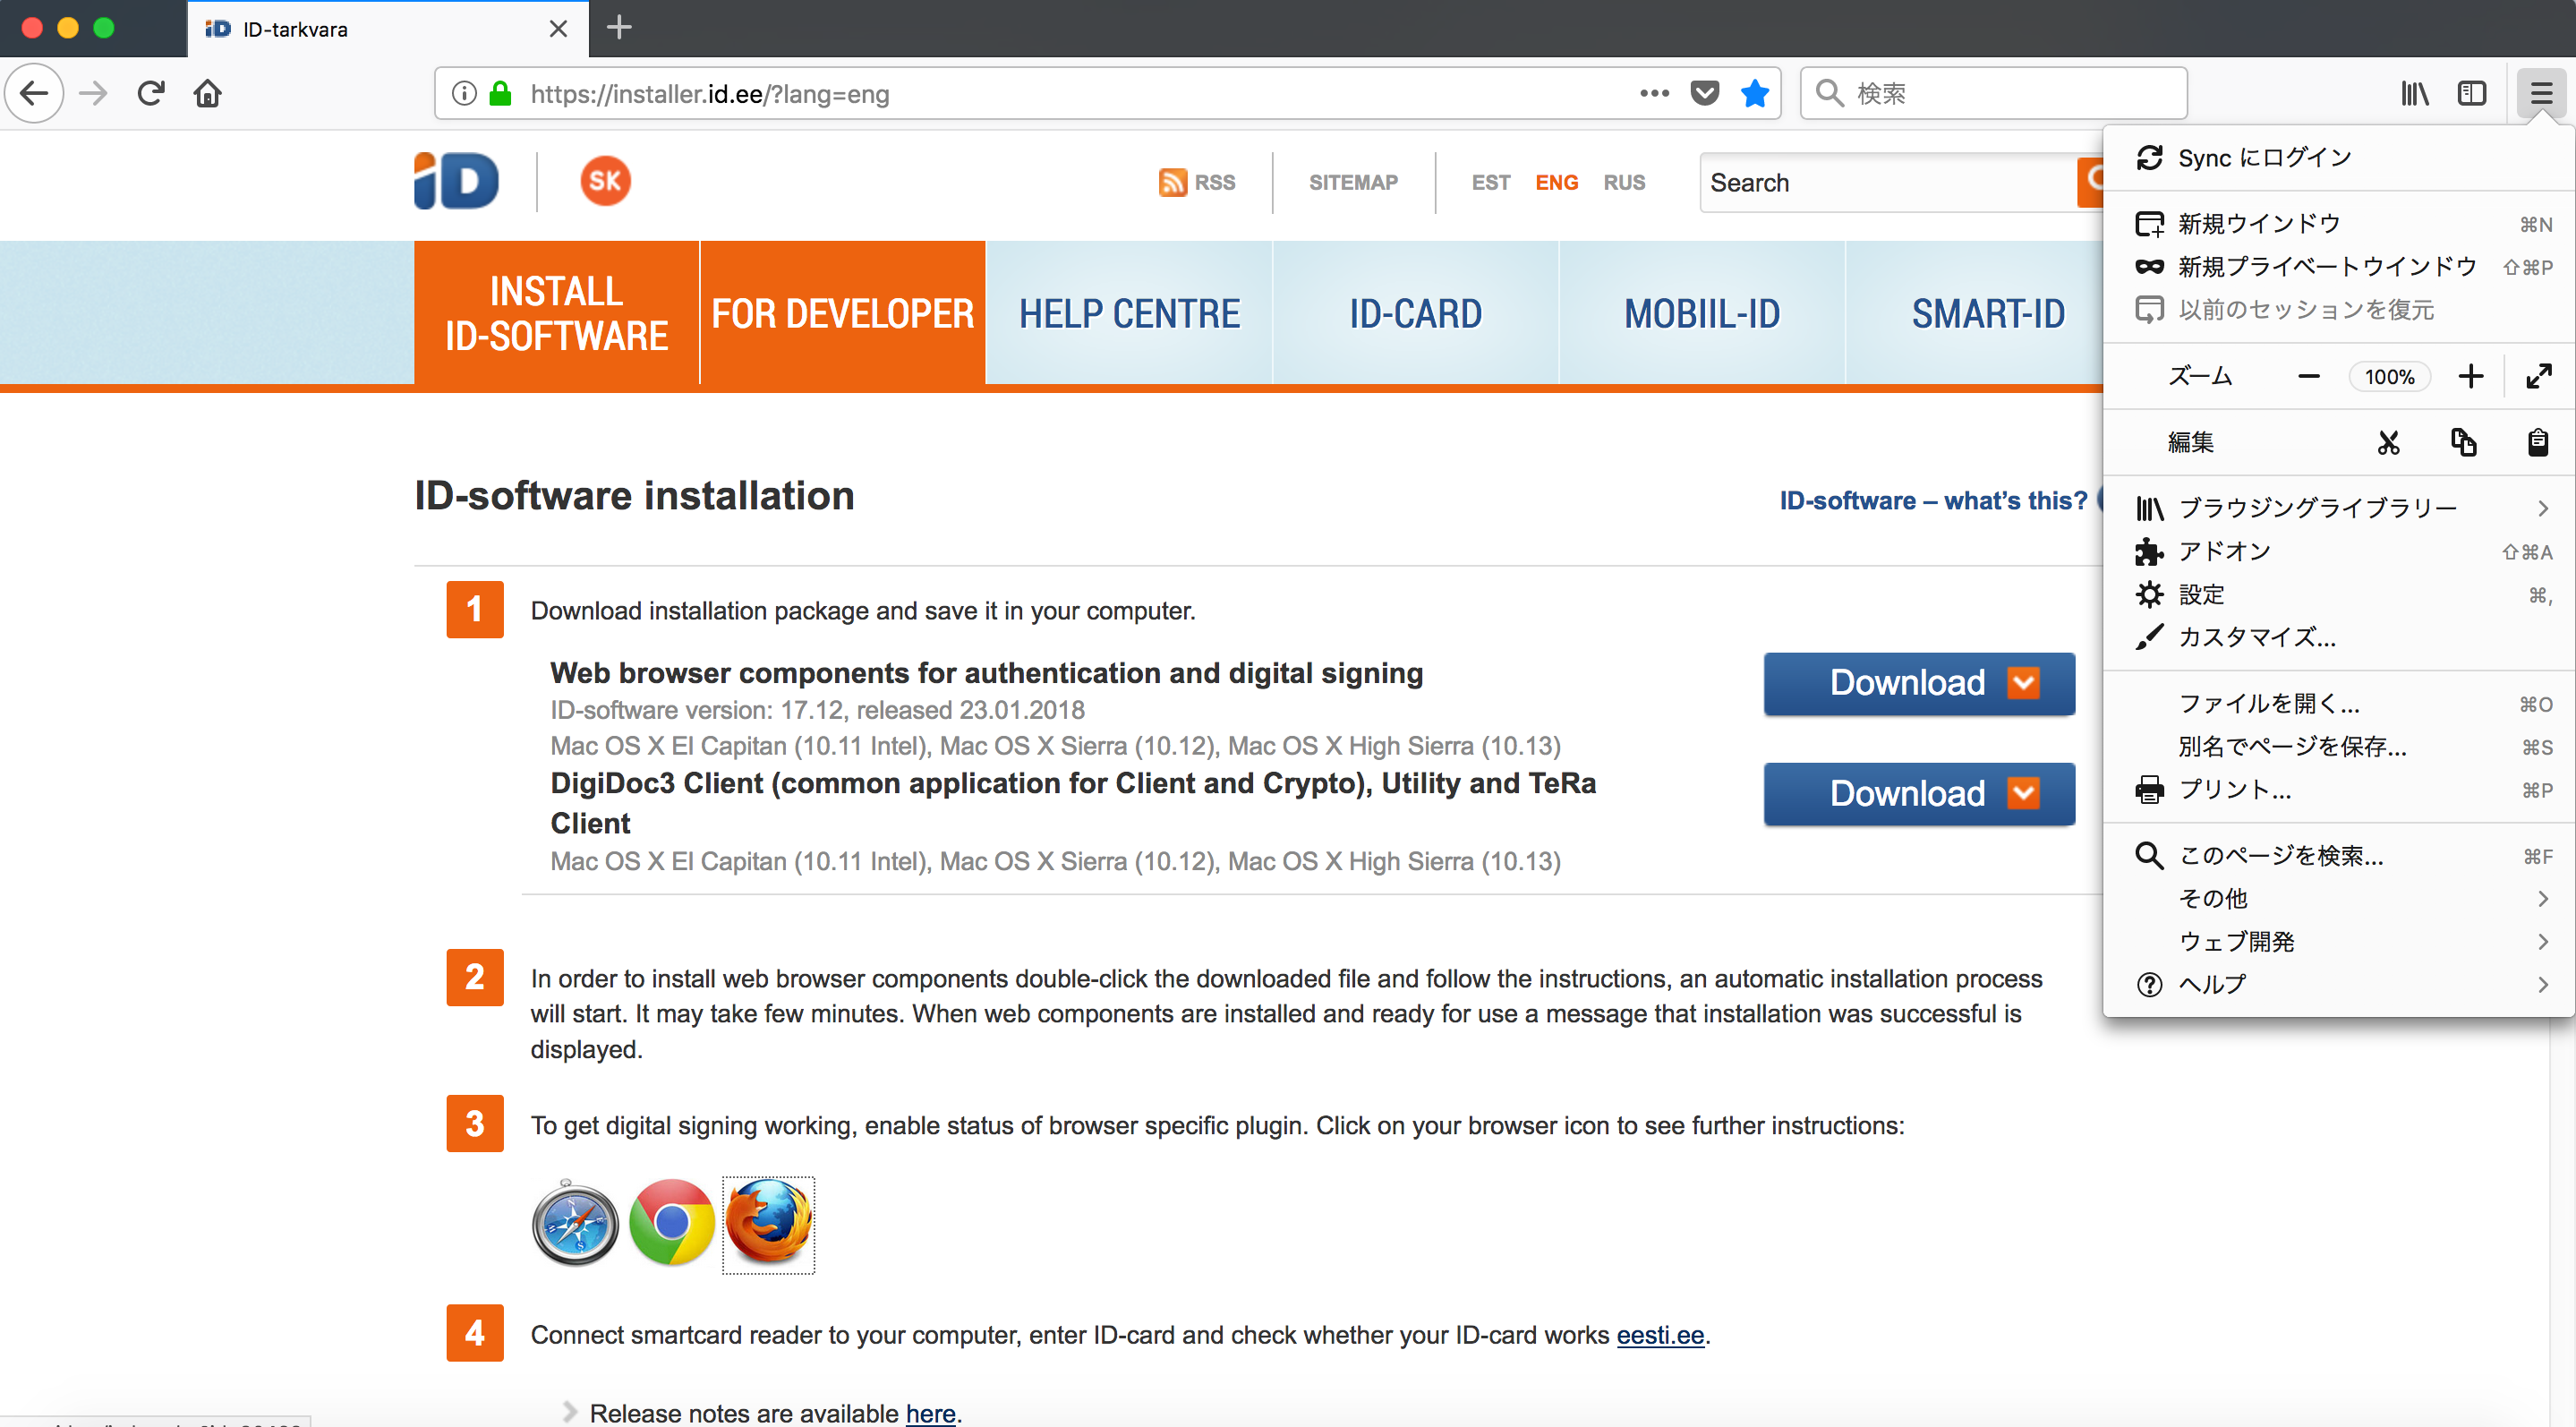 ID-tarkvara
https://installer.id.ee/?lang=eng
検索
iD
SK
RSS
SITEMAP
EST ENG RUS
Search
INSTALL
ID-SOFTWARE
FOR DEVELOPER
HELP CENTRE
ID-CARD
MOBIIL-ID
SMART-ID
ID-software installation
ID-software – what's this?
1
Download installation package and save it in your computer.
Web browser components for authentication and digital signing
ID-software version: 17.12, released 23.01.2018
Mac OS X El Capitan (10.11 Intel), Mac OS X Sierra (10.12), Mac OS X High Sierra (10.13)
Download
DigiDoc3 Client (common application for Client and Crypto), Utility and TeRa
Client
Mac OS X El Capitan (10.11 Intel), Mac OS X Sierra (10.12), Mac OS X High Sierra (10.13)
Download
2
In order to install web browser components double-click the downloaded file and follow the instructions, an automatic installation process
will start. It may take few minutes. When web components are installed and ready for use a message that installation was successful is
displayed.
3
To get digital signing working, enable status of browser specific plugin. Click on your browser icon to see further instructions:
4
Connect smartcard reader to your computer, enter ID-card and check whether your ID-card works eesti.ee.
Release notes are available here.
Sync にログイン
新規ウインドウ ⌘N
新規プライベートウインドウ ⇧⌘P
以前のセッションを復元
ズーム − 100% +
編集
ブラウジングライブラリー
アドオン ⇧⌘A
設定 ⌘,
カスタマイズ...
ファイルを開く... ⌘O
別名でページを保存... ⌘S
プリント... ⌘P
このページを検索... ⌘F
その他
ウェブ開発
ヘルプ